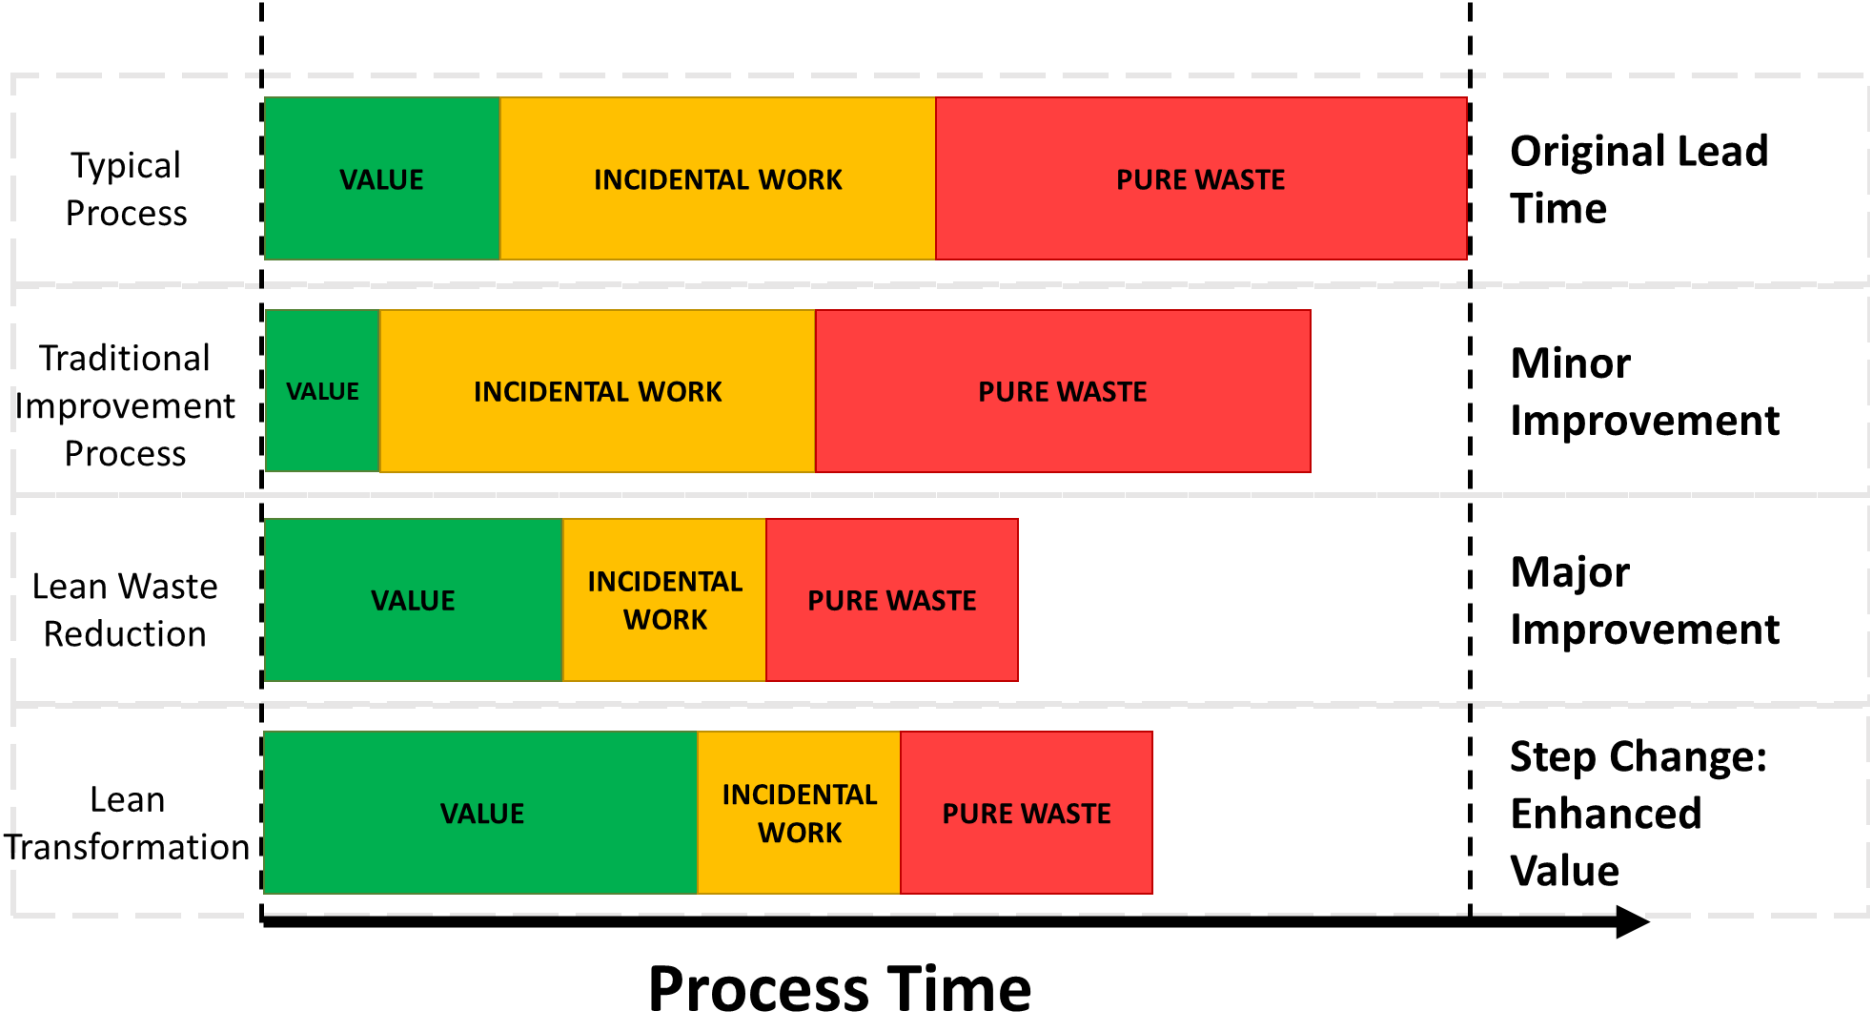 Typical
Process
VALUE
INCIDENTAL WORK
PURE WASTE
Original Lead
Time
Traditional
Improvement
Process
VALUE
INCIDENTAL WORK
PURE WASTE
Minor
Improvement
Lean Waste
Reduction
VALUE
INCIDENTAL
WORK
PURE WASTE
Major
Improvement
Lean
Transformation
VALUE
INCIDENTAL
WORK
PURE WASTE
Step Change:
Enhanced
Value
Process Time